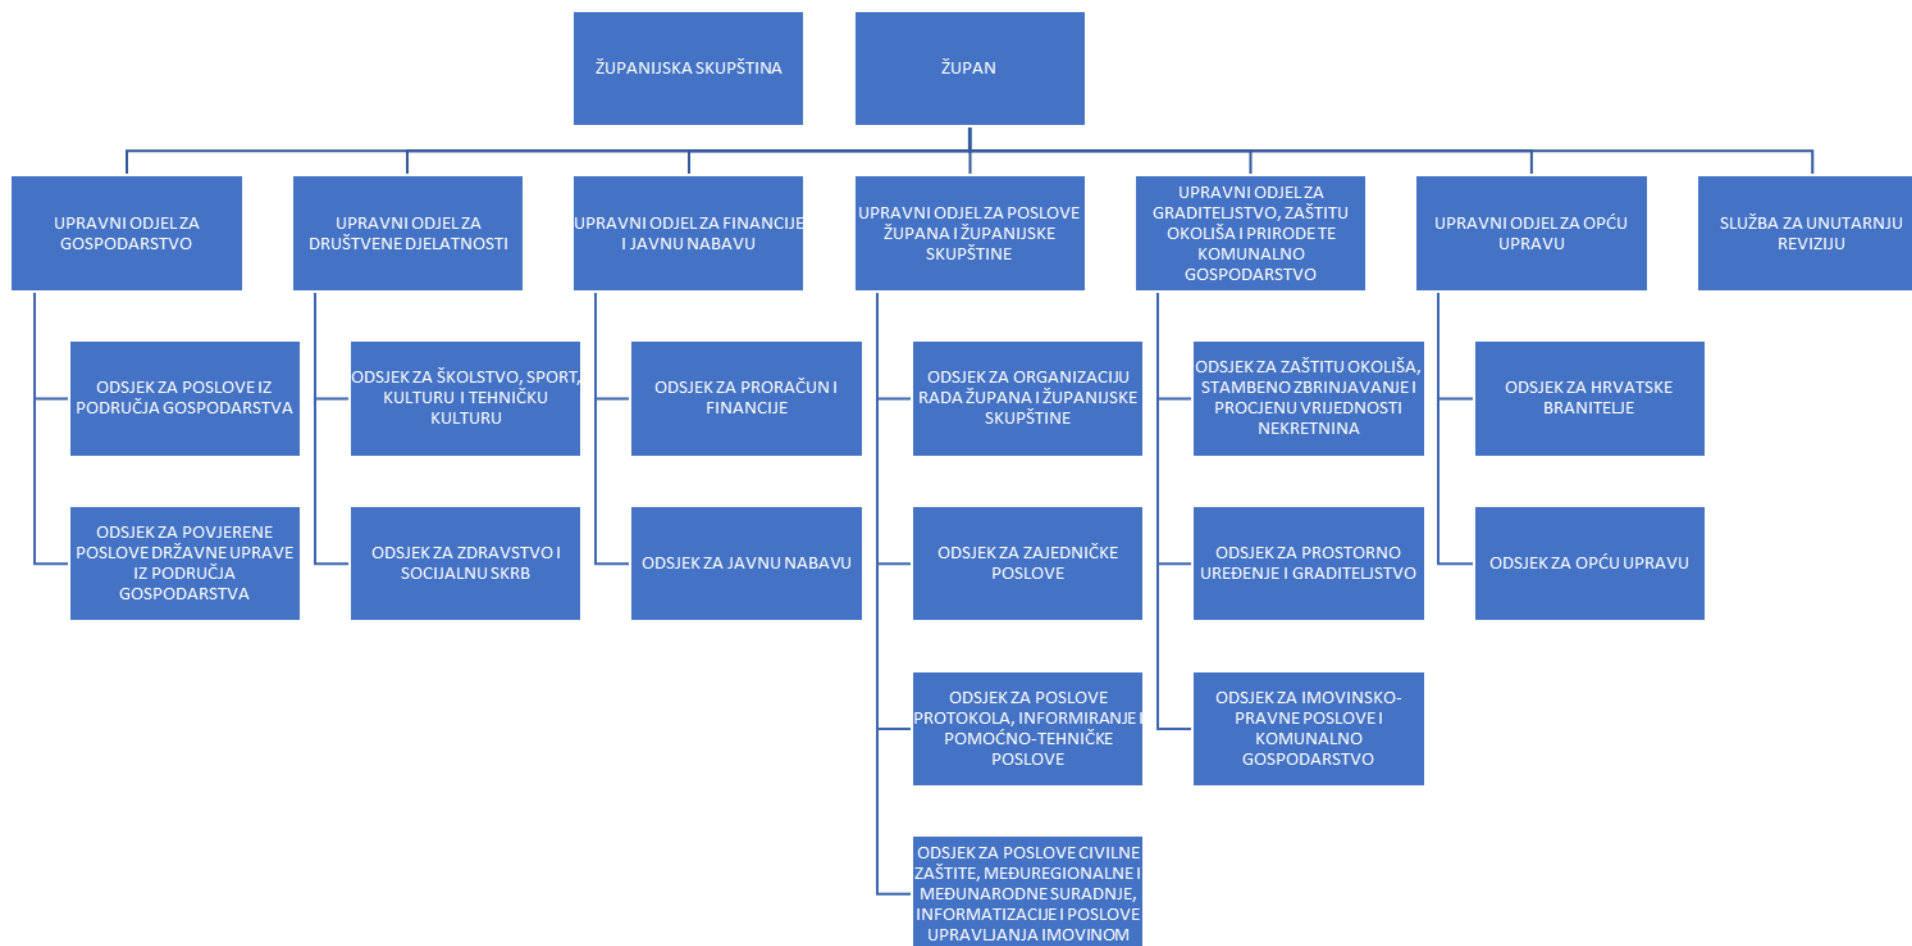 ŽUPANIJSKA SKUPŠTINA
ŽUPAN
UPRAVNI ODJEL ZA
GOSPODARSTVO
UPRAVNI ODJEL ZA
DRUŠTVENE DJELATNOSTI
UPRAVNI ODJEL ZA FINANCIJE
I JAVNU NABAVU
UPRAVNI ODJEL ZA POSLOVE
ŽUPANA I ŽUPANIJSKE
SKUPŠTINE
UPRAVNI ODJEL ZA
GRADITELJSTVO, ZAŠTITU
OKOLIŠA I PRIRODE TE
KOMUNALNO
GOSPODARSTVO
UPRAVNI ODJEL ZA OPĆU
UPRAVU
SLUŽBA ZA UNUTARNJU
REVIZIJU
ODSJEK ZA POSLOVE IZ
PODRUČJA GOSPODARSTVA
ODSJEK ZA ŠKOLSTVO, SPORT,
KULTURU I TEHNIČKU
KULTURU
ODSJEK ZA PRORAČUN I
FINANCIJE
ODSJEK ZA ORGANIZACIJU
RADA ŽUPANA I ŽUPANIJSKE
SKUPŠTINE
ODSJEK ZA ZAŠTITU OKOLIŠA,
STAMBENO ZBRINJAVANJE I
PROCJENU VRIJEDNOSTI
NEKRETNINA
ODSJEK ZA HRVATSKE
BRANITELJE
ODSJEK ZA POVJERENE
POSLOVE DRŽAVNE UPRAVE
IZ PODRUČJA
GOSPODARSTVA
ODSJEK ZA ZDRAVSTVO I
SOCIJALNU SKRB
ODSJEK ZA JAVNU NABAVU
ODSJEK ZA ZAJEDNIČKE
POSLOVE
ODSJEK ZA PROSTORNO
UREĐENJE I GRADITELJSTVO
ODSJEK ZA OPĆU UPRAVU
ODSJEK ZA POSLOVE
PROTOKOLA, INFORMIRANJE I
POMOĆNO-TEHNIČKE
POSLOVE
ODSJEK ZA IMOVINSKO-
PRAVNE POSLOVE I
KOMUNALNO
GOSPODARSTVO
ODSJEK ZA POSLOVE CIVILNE
ZAŠTITE, MEĐUREGIONALNE I
MEĐUNARODNE SURADNJE,
INFORMATIZACIJE I POSLOVE
UPRAVLJANJA IMOVINOM